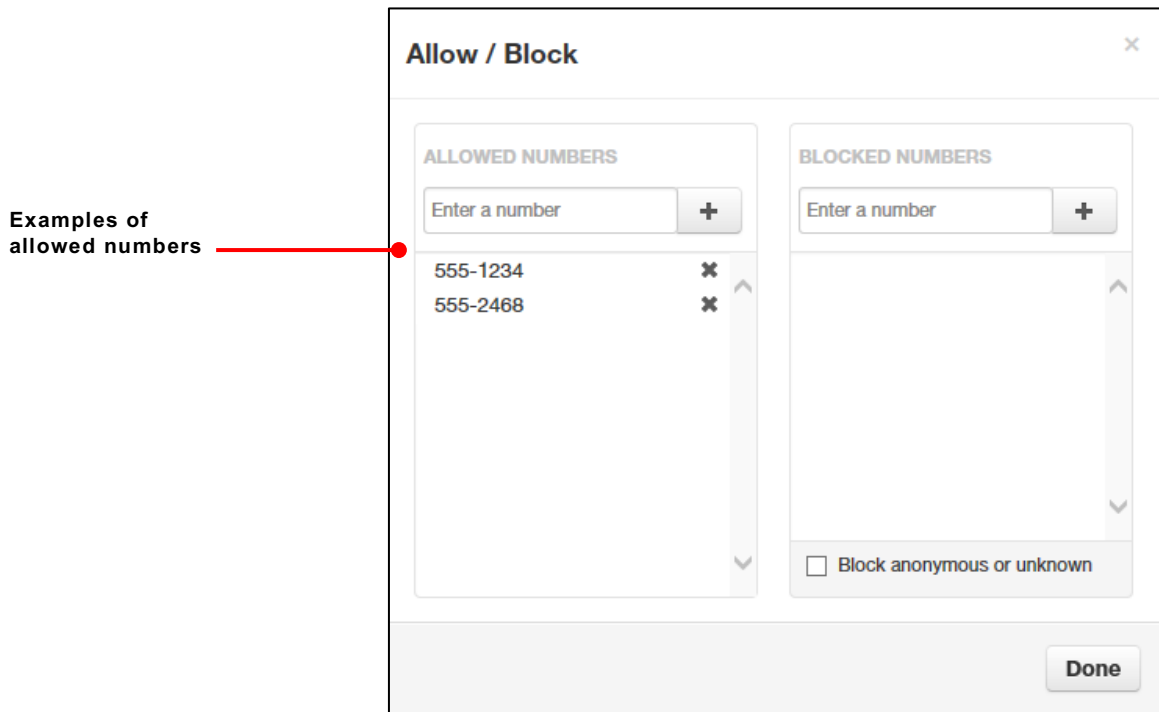 Allow / Block
×
Examples of
allowed numbers
ALLOWED NUMBERS
Enter a number
+
555-1234
555-2468
BLOCKED NUMBERS
Enter a number
+
Block anonymous or unknown
Done